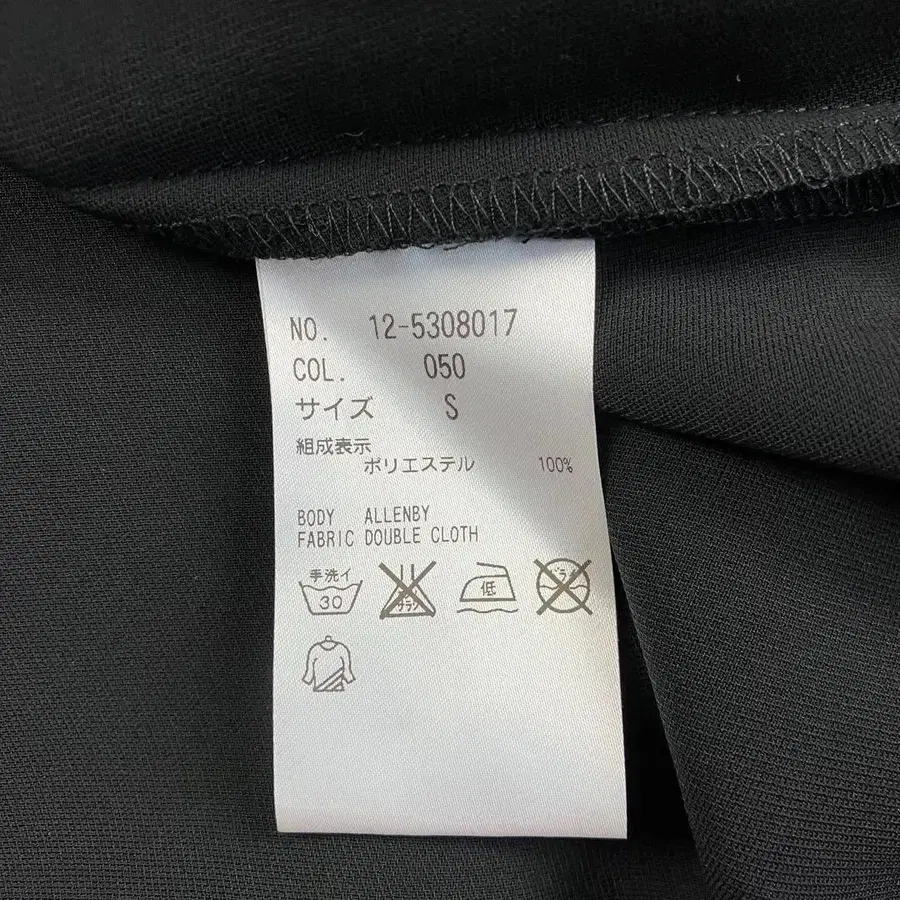 NO. 12-5308017
COL. 050
サイズ S
組成表示
ポリエステル 100%
BODY ALLENBY
FABRIC DOUBLE CLOTH
手洗イ
30
低